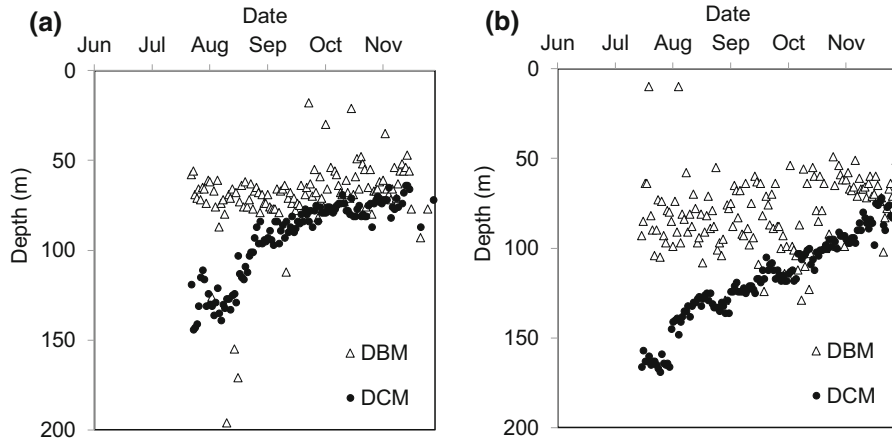 (a)
Date
Jun Jul Aug Sep Oct Nov
0
50
100
150
200
Depth (m)
DBM
DCM
(b)
Date
Jun Jul Aug Sep Oct Nov
0
50
100
150
200
Depth (m)
DBM
DCM